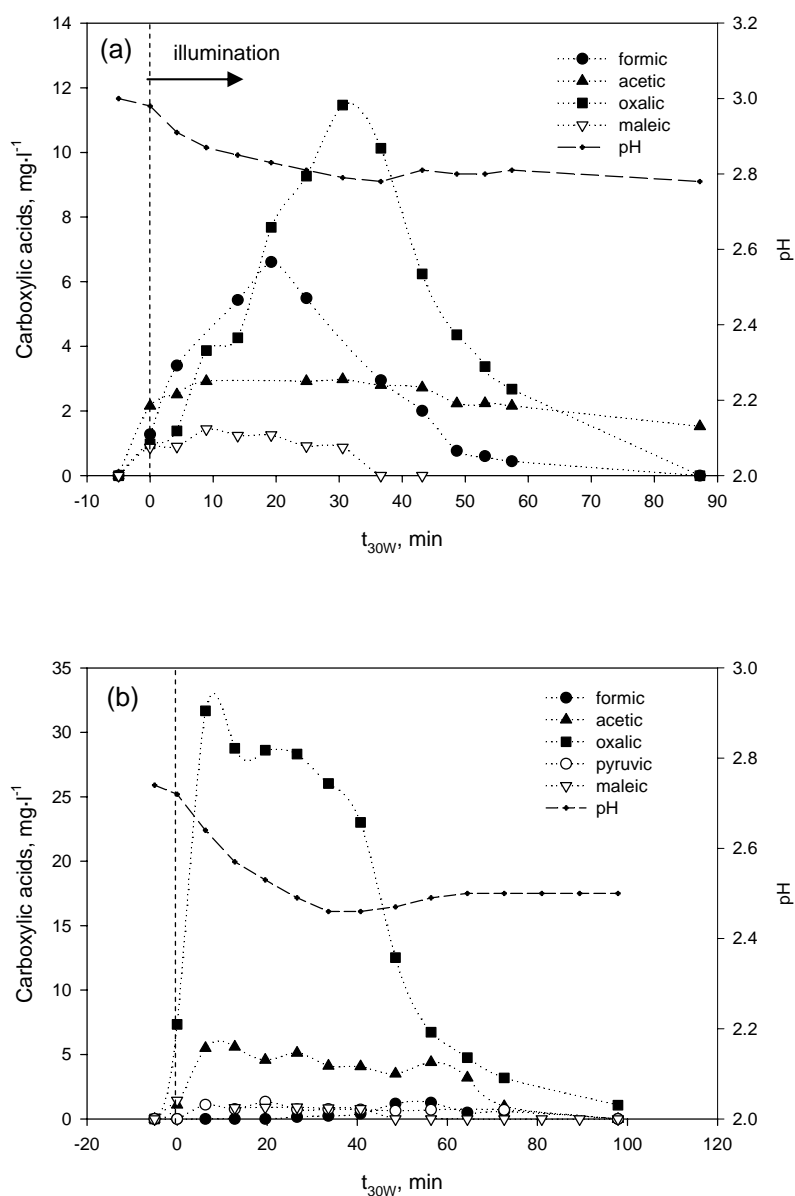 (a)
illumination
formic
acetic
oxalic
maleic
pH
Carboxylic acids, mg·l-1
0
2
4
6
8
10
12
14
pH
2.0
2.2
2.4
2.6
2.8
3.0
3.2
-10 0 10 20 30 40 50 60 70 80 90
t30W, min
(b)
formic
acetic
oxalic
pyruvic
maleic
pH
Carboxylic acids, mg·l-1
0
5
10
15
20
25
30
35
pH
2.0
2.2
2.4
2.6
2.8
3.0
-20 0 20 40 60 80 100 120
t30W, min